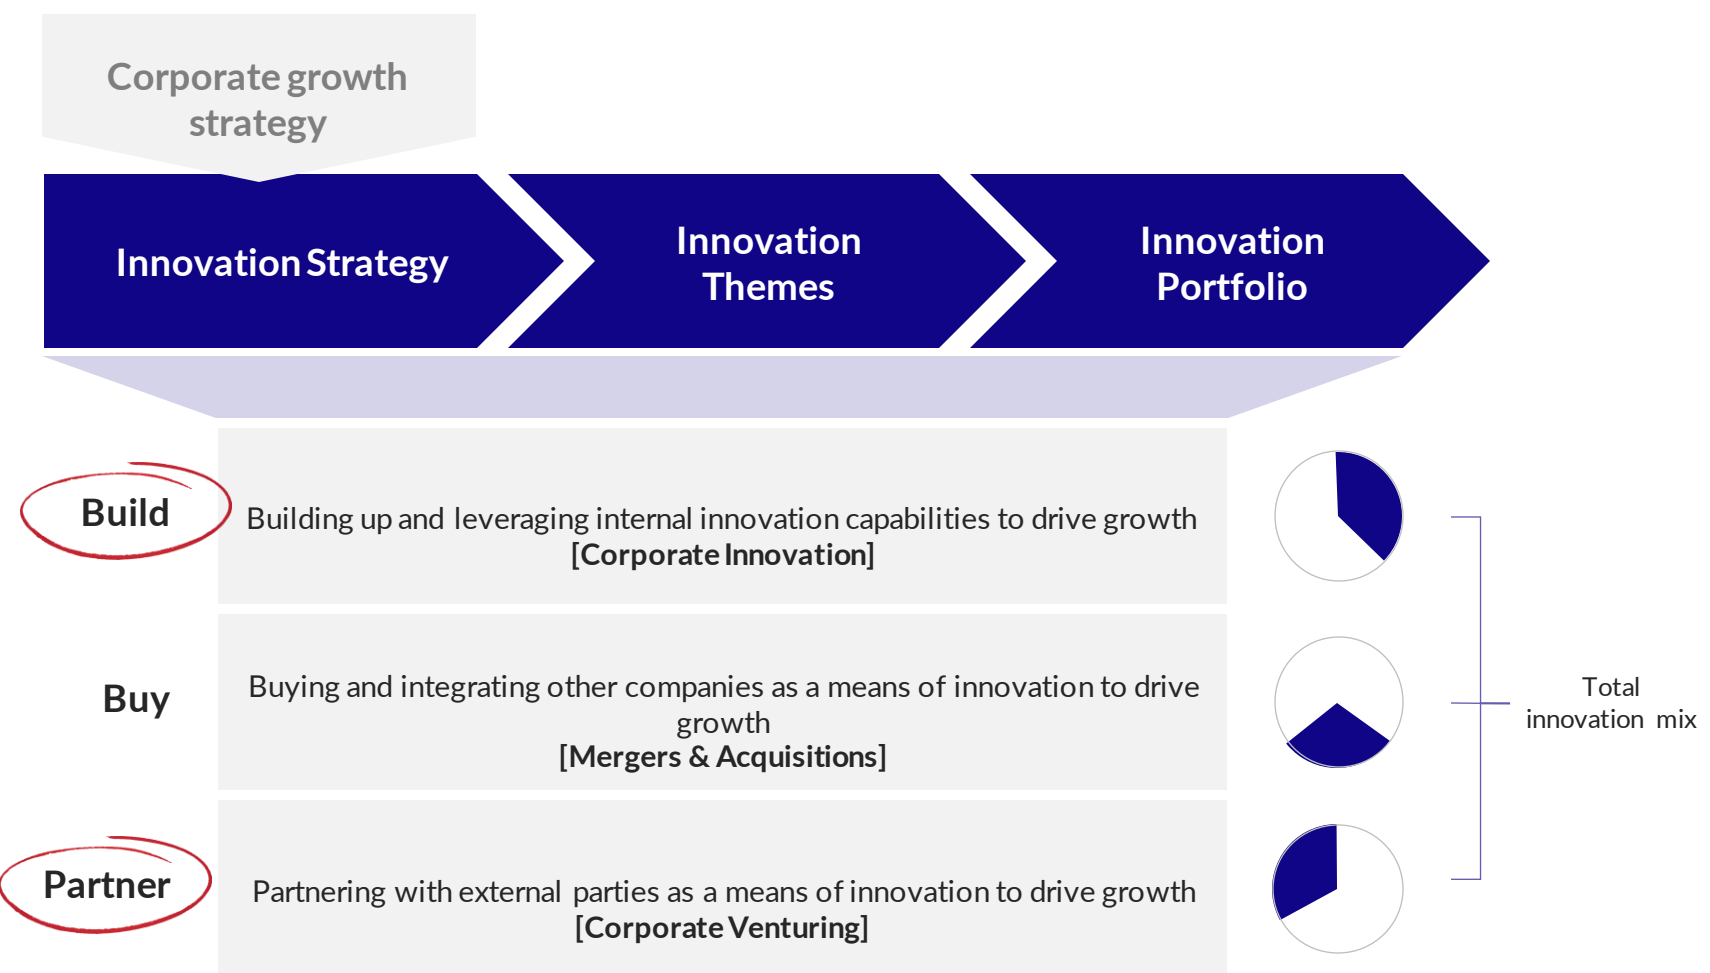 Corporate growth
strategy
Innovation Strategy
Innovation
Themes
Innovation
Portfolio
Build
Building up and leveraging internal innovation capabilities to drive growth
[Corporate Innovation]
Buy
Buying and integrating other companies as a means of innovation to drive
growth
[Mergers & Acquisitions]
Total
innovation mix
Partner
Partnering with external parties as a means of innovation to drive growth
[Corporate Venturing]